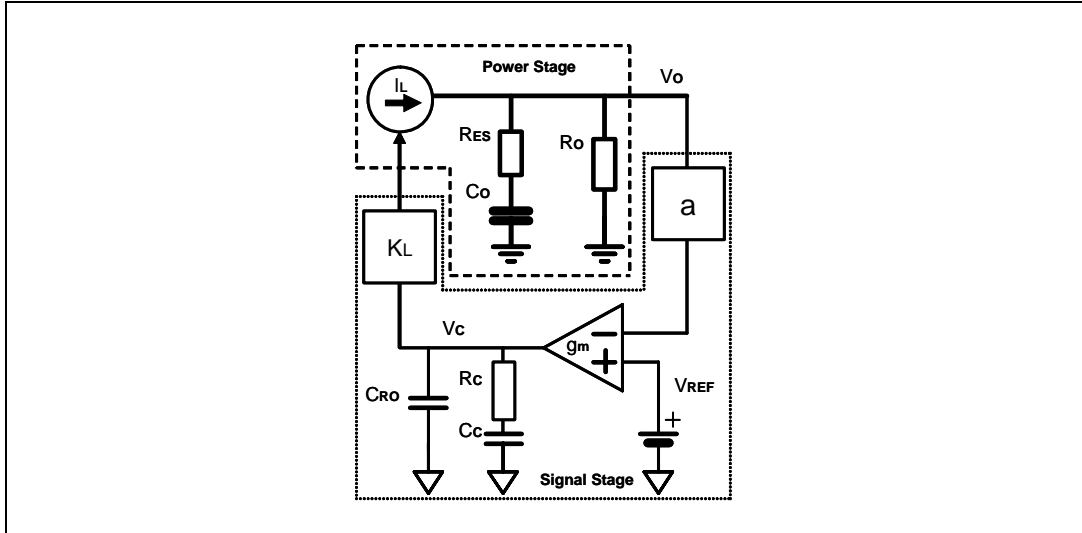 Power Stage
Vo
IL
RES
Ro
Co
a
KL
Vc
gm
Rc
VREF
CRO
Cc
Signal Stage